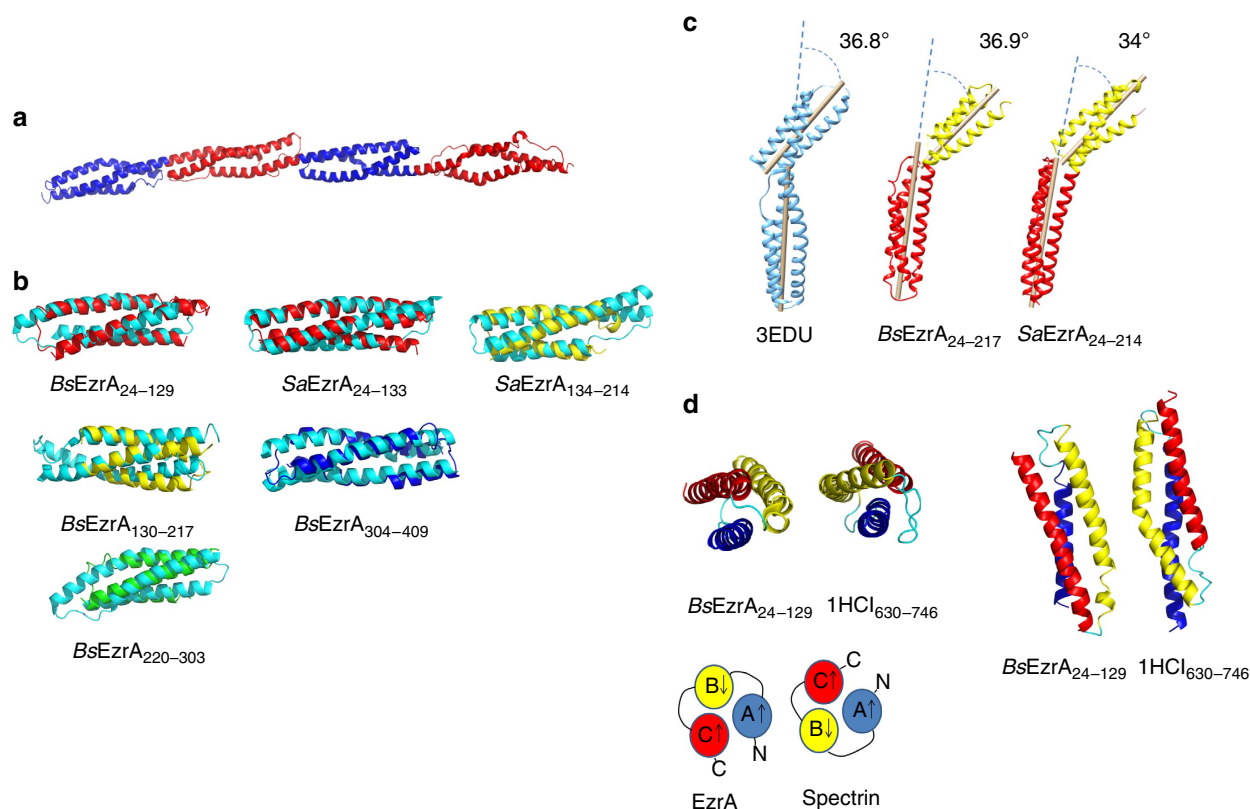 a
b
BsEzrA24–129
SaEzrA24–133
SaEzrA134–214
BsEzrA130–217
BsEzrA304–409
BsEzrA220–303
c
36.8°
36.9°
34°
3EDU
BsEzrA24–217
SaEzrA24–214
d
BsEzrA24–129
1HCI630–746
BsEzrA24–129
1HCI630–746
B↓
A↑
C↑
N
C
EzrA
C
N
C↑
A↑
B↓
Spectrin